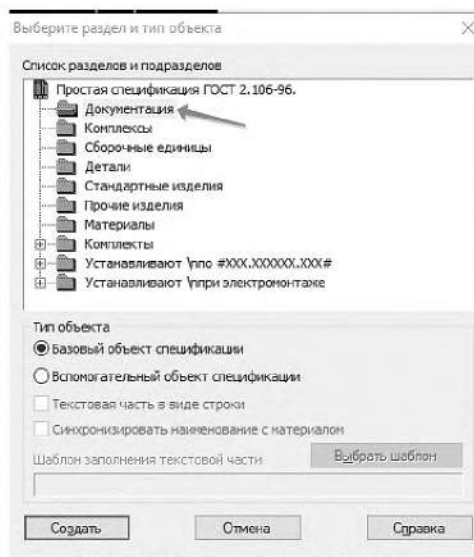 Выберите раздел и тип объекта
Список разделов и подразделов
Простая спецификация ГОСТ 2.106-96.
Документация
Комплексы
Сборочные единицы
Детали
Стандартные изделия
Прочие изделия
Материалы
Комплекты
Устанавливают \nпо #XXX.XXXXXX.XXX#
Устанавливают \nпри электромонтаже
Тип объекта
Базовый объект спецификации
Вспомогательный объект спецификации
Текстовая часть в виде строки
Синхронизировать наименование с материалом
Шаблон заполнения текстовой части
Выбрать шаблон
Создать Отмена Справка